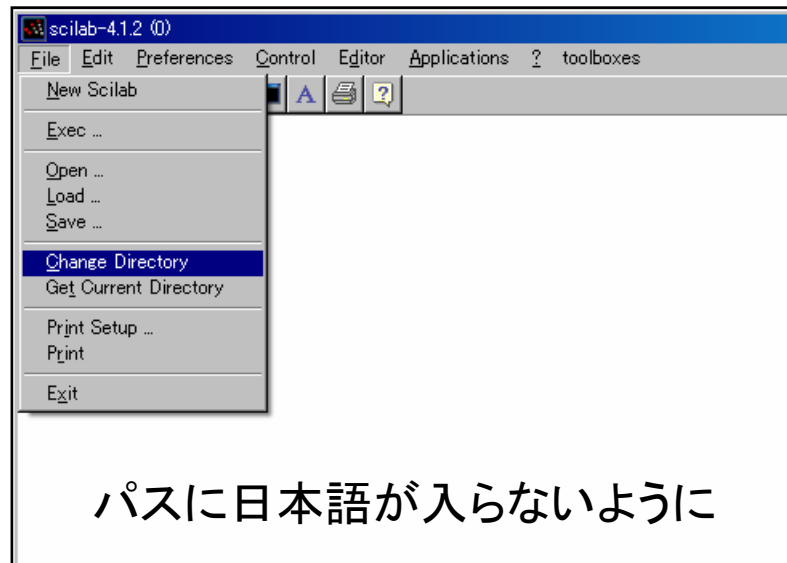 scilab-4.1.2 (0)
File Edit Preferences Control Editor Applications ? toolboxes
New Scilab
A
Exec ...
Open ...
Load ...
Save ...
Change Directory
Get Current Directory
Print Setup ...
Print
Exit
パスに日本語が入らないように